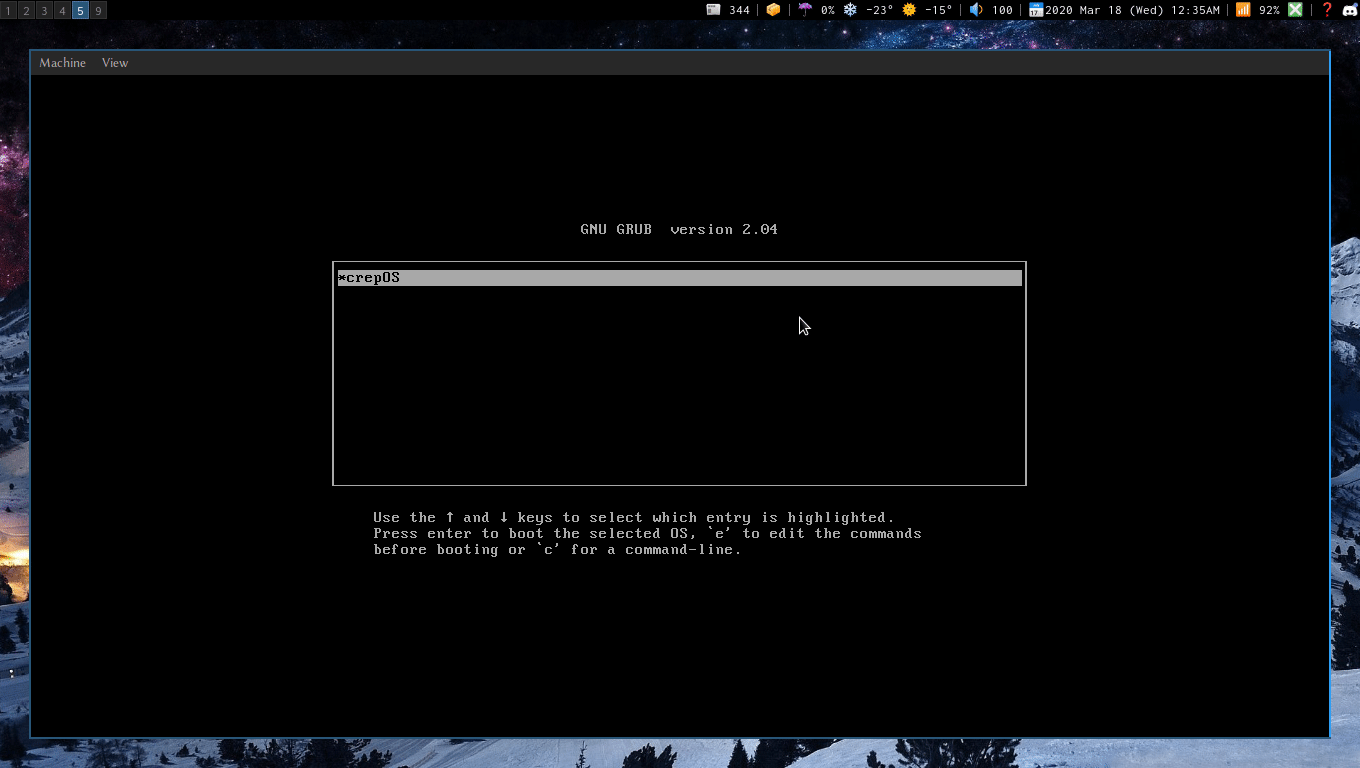 1 2 3 4 5 9 344 | | 0% -23° -15° | 100 | 2020 Mar 18 (Wed) 12:35AM | 92% |
Machine View
GNU GRUB version 2.04
*crepOS
Use the ↑ and ↓ keys to select which entry is highlighted.
Press enter to boot the selected OS, `e' to edit the commands
before booting or `c' for a command-line.